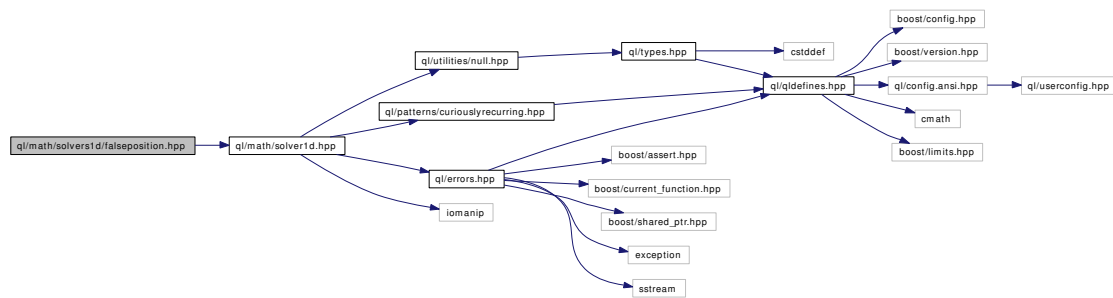 boost/config.hpp
ql/types.hpp
cstddef
boost/version.hpp
ql/utilities/null.hpp
ql/qldefines.hpp
ql/config.ansi.hpp
ql/userconfig.hpp
ql/patterns/curiouslyrecurring.hpp
cmath
ql/math/solvers1d/falseposition.hpp
ql/math/solver1d.hpp
boost/assert.hpp
boost/limits.hpp
ql/errors.hpp
boost/current_function.hpp
iomanip
boost/shared_ptr.hpp
exception
sstream